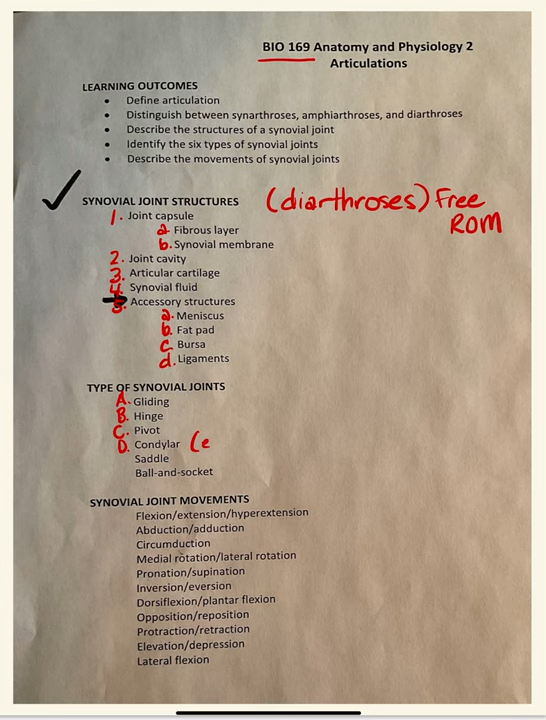 BIO 169 Anatomy and Physiology 2
Articulations
LEARNING OUTCOMES
• Define articulation
• Distinguish between synarthroses, amphiarthroses, and diarthroses
• Describe the structures of a synovial joint
• Identify the six types of synovial joints
• Describe the movements of synovial joints
SYNOVIAL JOINT STRUCTURES (diarthroses) Free
ROM
1. Joint capsule
a. Fibrous layer
b. Synovial membrane
2. Joint cavity
3. Articular cartilage
4. Synovial fluid
5. Accessory structures
a. Meniscus
b. Fat pad
c. Bursa
d. Ligaments
TYPE OF SYNOVIAL JOINTS
A. Gliding
B. Hinge
C. Pivot
D. Condylar (e
Saddle
Ball-and-socket
SYNOVIAL JOINT MOVEMENTS
Flexion/extension/hyperextension
Abduction/adduction
Circumduction
Medial rotation/lateral rotation
Pronation/supination
Inversion/eversion
Dorsiflexion/plantar flexion
Opposition/reposition
Protraction/retraction
Elevation/depression
Lateral flexion